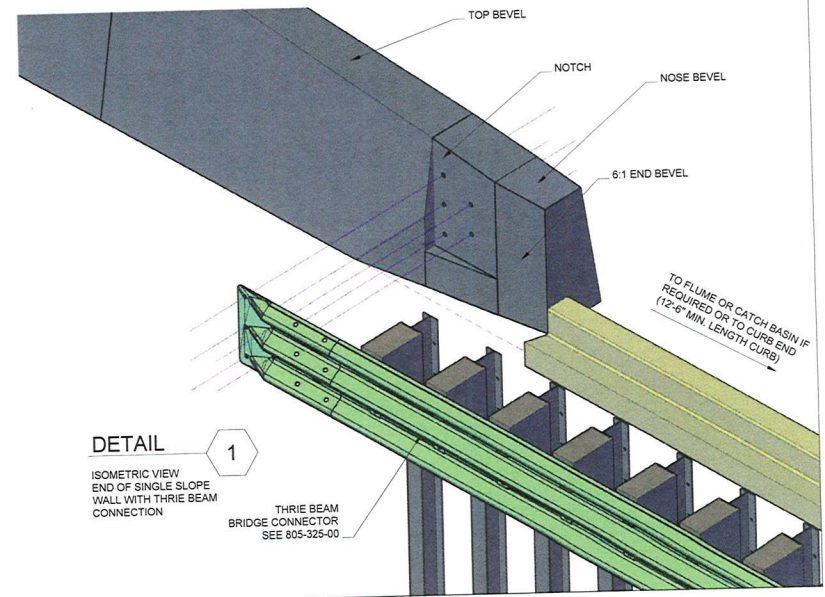 TOP BEVEL
NOTCH
NOSE BEVEL
6:1 END BEVEL
TO FLUME OR CATCH BASIN IF
REQUIRED OR TO CURB END
(12'-6" MIN. LENGTH CURB)
DETAIL
1
ISOMETRIC VIEW
END OF SINGLE SLOPE
WALL WITH THRIE BEAM
CONNECTION
THRIE BEAM
BRIDGE CONNECTOR
SEE 805-325-00